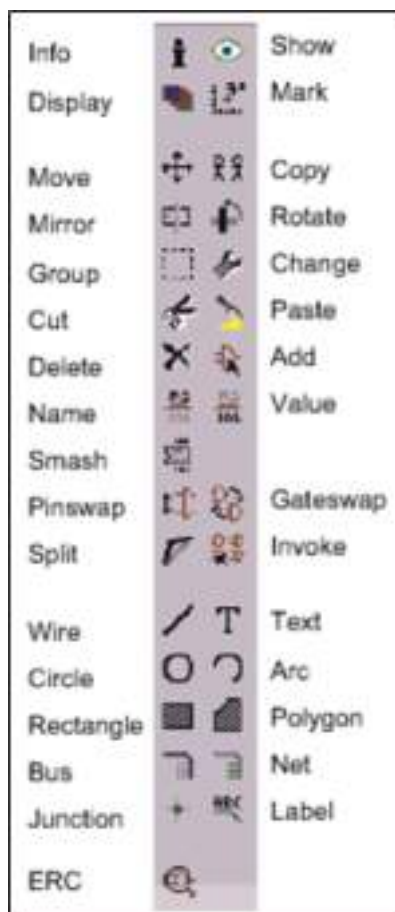 Info Show
Display Mark
Move Copy
Mirror Rotate
Group Change
Cut Paste
Delete Add
Name Value
Smash
Pinswap Gateswap
Split Invoke
Wire T Text
Circle Arc
Rectangle Polygon
Bus Net
Junction ABC Label
ERC